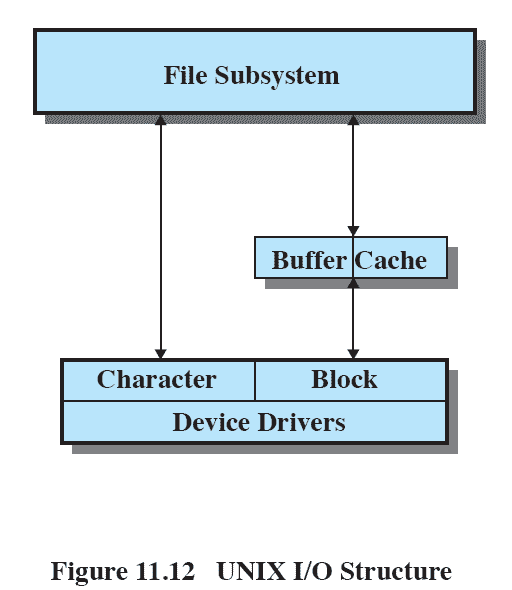 File Subsystem
Buffer Cache
Character Block
Device Drivers
Figure 11.12 UNIX I/O Structure